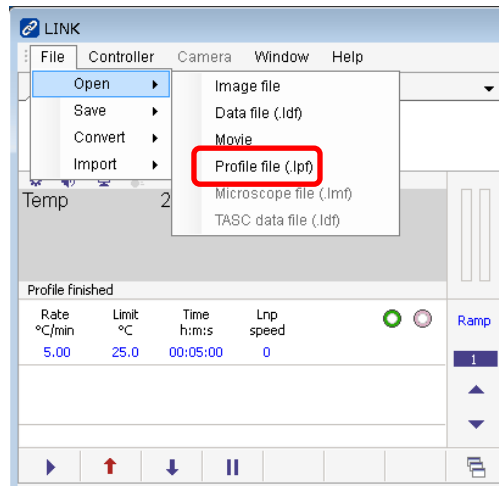 LINK
File Controller Camera Window Help
Open
Save
Convert
Import
Image file
Data file (.ldf)
Movie
Profile file (.lpf)
Microscope file (.lmf)
TASC data file (.ldf)
Temp 2
Profile finished
Rate Limit Time Lnp
°C/min °C h:m:s speed
5.00 25.0 00:05:00 0
Ramp
1